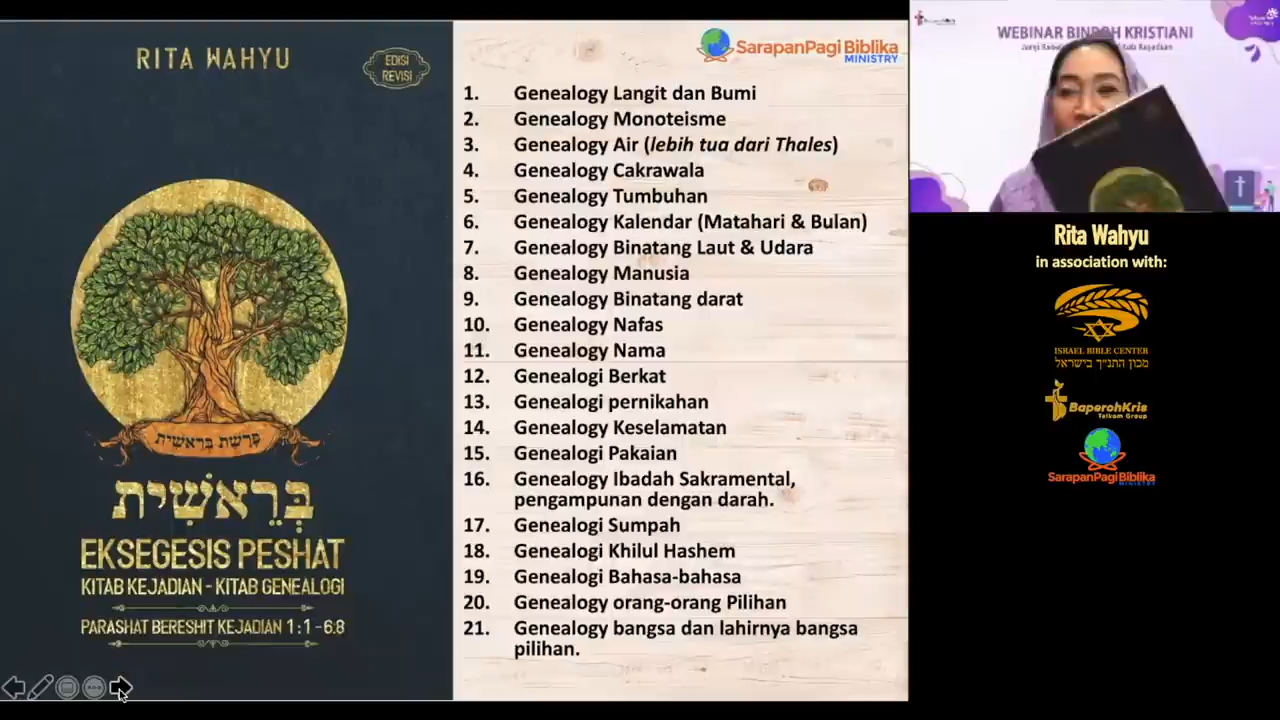 RITA WAHYU
EDISI
REVISI
פָּרָשַׁת בְּרֵאשִׁית
בְּרֵאשִׁית
EKSEGESIS PESHAT
KITAB KEJADIAN - KITAB GENEALOGI
PARASHAT BERESHIT KEJADIAN 1:1-6:8
SarapanPagi Biblika
MINISTRY
1. Genealogy Langit dan Bumi
2. Genealogy Monoteisme
3. Genealogy Air (lebih tua dari Thales)
4. Genealogy Cakrawala
5. Genealogy Tumbuhan
6. Genealogy Kalendar (Matahari & Bulan)
7. Genealogy Binatang Laut & Udara
8. Genealogy Manusia
9. Genealogy Binatang darat
10. Genealogy Nafas
11. Genealogy Nama
12. Genealogi Berkat
13. Genealogi pernikahan
14. Genealogy Keselamatan
15. Genealogi Pakaian
16. Genealogy Ibadah Sakramental,
pengampunan dengan darah.
17. Genealogi Sumpah
18. Genealogi Khilul Hashem
19. Genealogi Bahasa-bahasa
20. Genealogy orang-orang Pilihan
21. Genealogy bangsa dan lahirnya bangsa
pilihan.
BaperohKris
WEBINAR BINROH KRISTIANI
Rita Wahyu
in association with:
ISRAEL BIBLE CENTER
מכון התנ"ך בישראל
BaperohKris
Telkom Group
SarapanPagi Biblika
MINISTRY